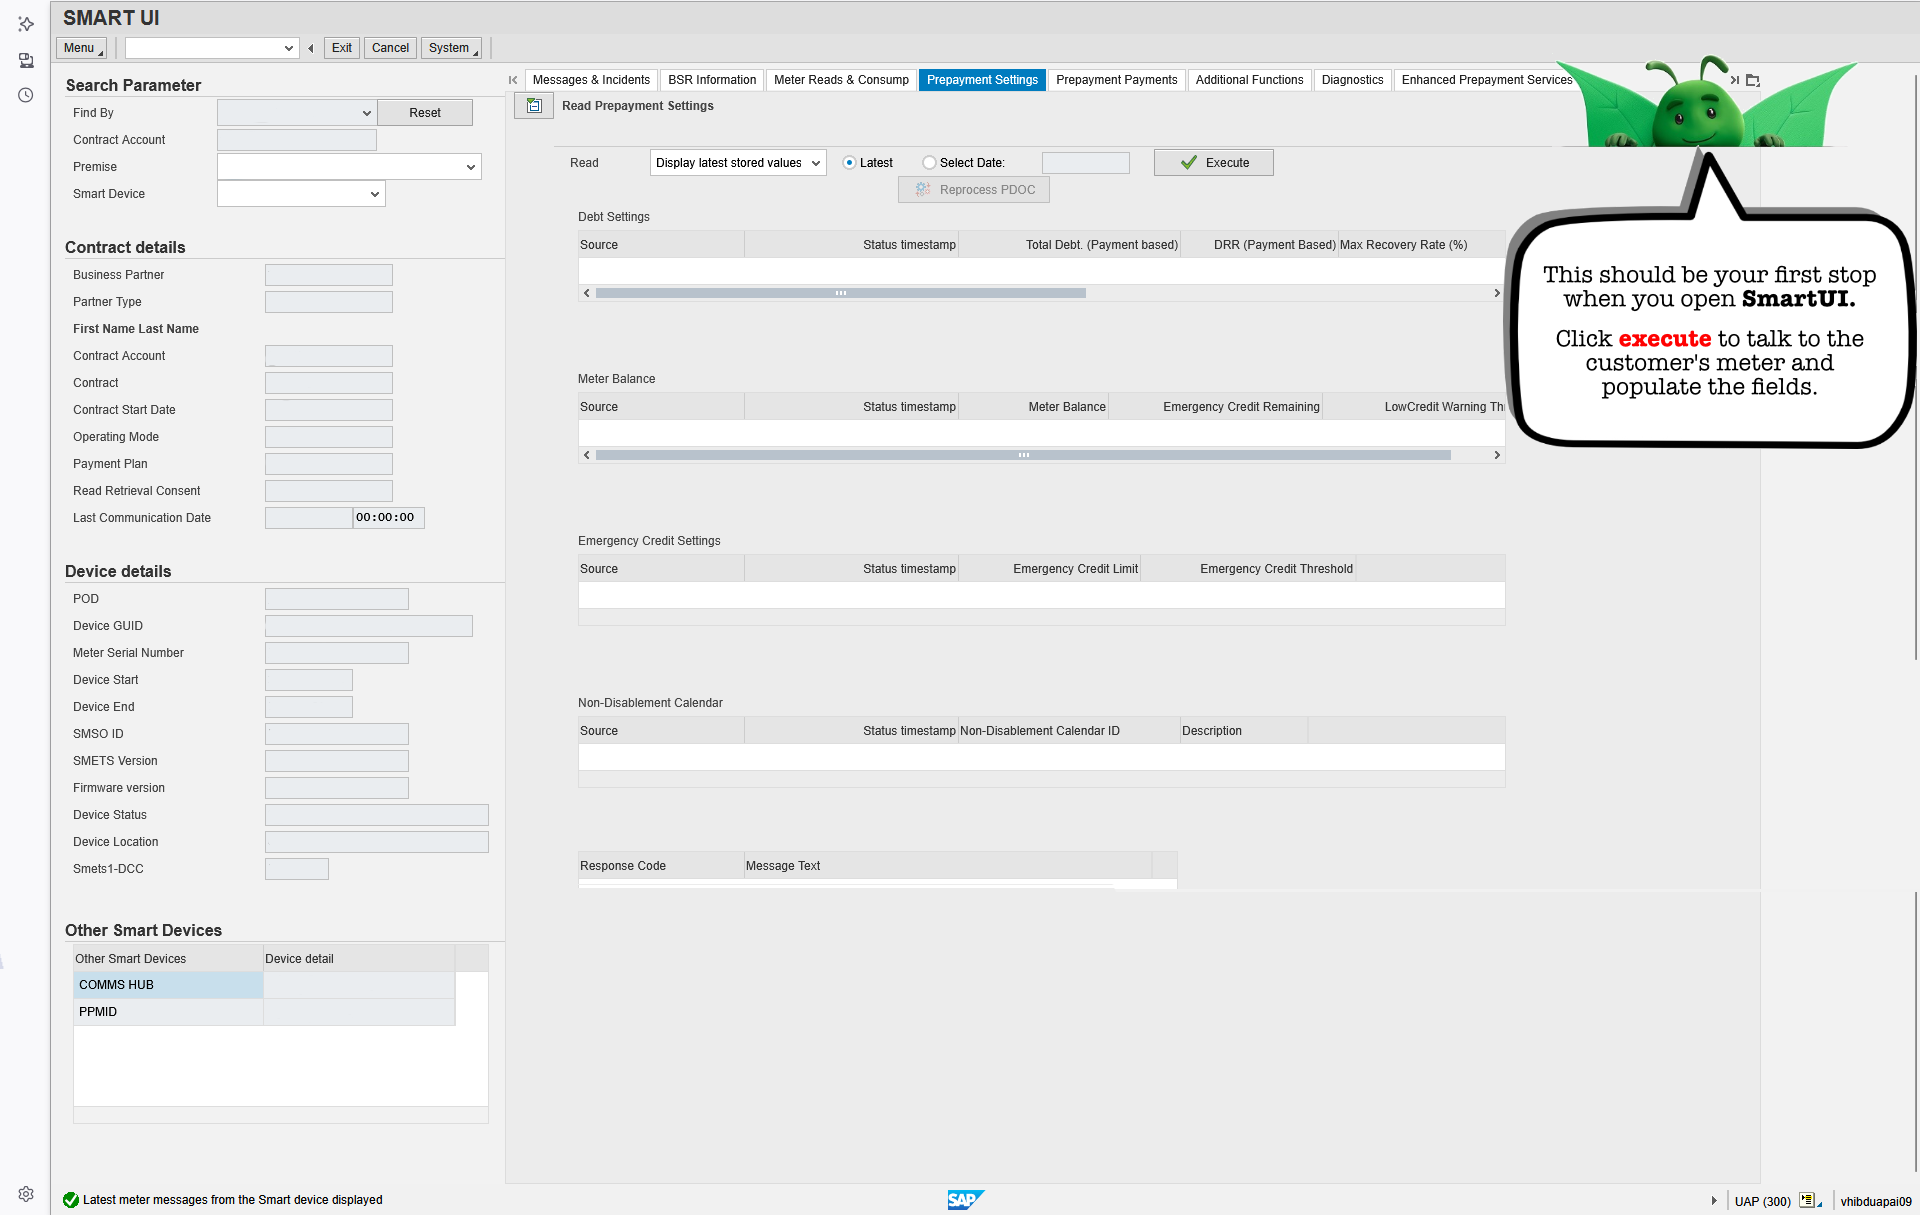 SMART UI
Menu
Exit
Cancel
System
Search Parameter
Find By
Reset
Contract Account
Premise
Smart Device
Contract details
Business Partner
Partner Type
First Name Last Name
Contract Account
Contract
Contract Start Date
Operating Mode
Payment Plan
Read Retrieval Consent
Last Communication Date 00:00:00
Device details
POD
Device GUID
Meter Serial Number
Device Start
Device End
SMSO ID
SMETS Version
Firmware version
Device Status
Device Location
Smets1-DCC
Other Smart Devices
Other Smart Devices Device detail
COMMS HUB
PPMID
Messages & Incidents BSR Information Meter Reads & Consump Prepayment Settings Prepayment Payments Additional Functions Diagnostics Enhanced Prepayment Services
Read Prepayment Settings
Read Display latest stored values Latest Select Date: Execute
Reprocess PDOC
Debt Settings
Source Status timestamp Total Debt. (Payment based) DRR (Payment Based) Max Recovery Rate (%)
Meter Balance
Source Status timestamp Meter Balance Emergency Credit Remaining LowCredit Warning Thr
Emergency Credit Settings
Source Status timestamp Emergency Credit Limit Emergency Credit Threshold
Non-Disablement Calendar
Source Status timestamp Non-Disablement Calendar ID Description
Response Code Message Text
This should be your first stop
when you open SmartUI.
Click execute to talk to the
customer's meter and
populate the fields.
Latest meter messages from the Smart device displayed
SAP
UAP (300)
vhibduapai09